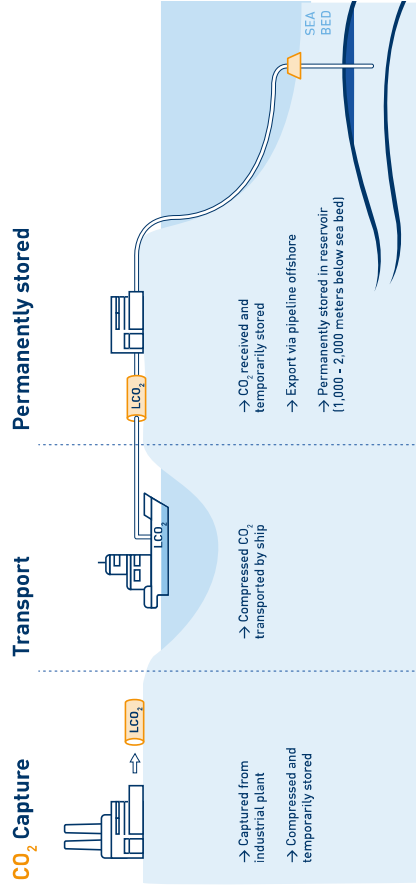 CO₂ Capture
Transport
Permanently stored
LCO₂
LCO₂
LCO₂
SEA
BED
→ Captured from
industrial plant
→ Compressed and
temporarily stored
→ Compressed CO₂
transported by ship
→ CO₂ received and
temporarily stored
→ Export via pipeline offshore
→ Permanently stored in reservoir
(1,000 - 2,000 meters below sea bed)